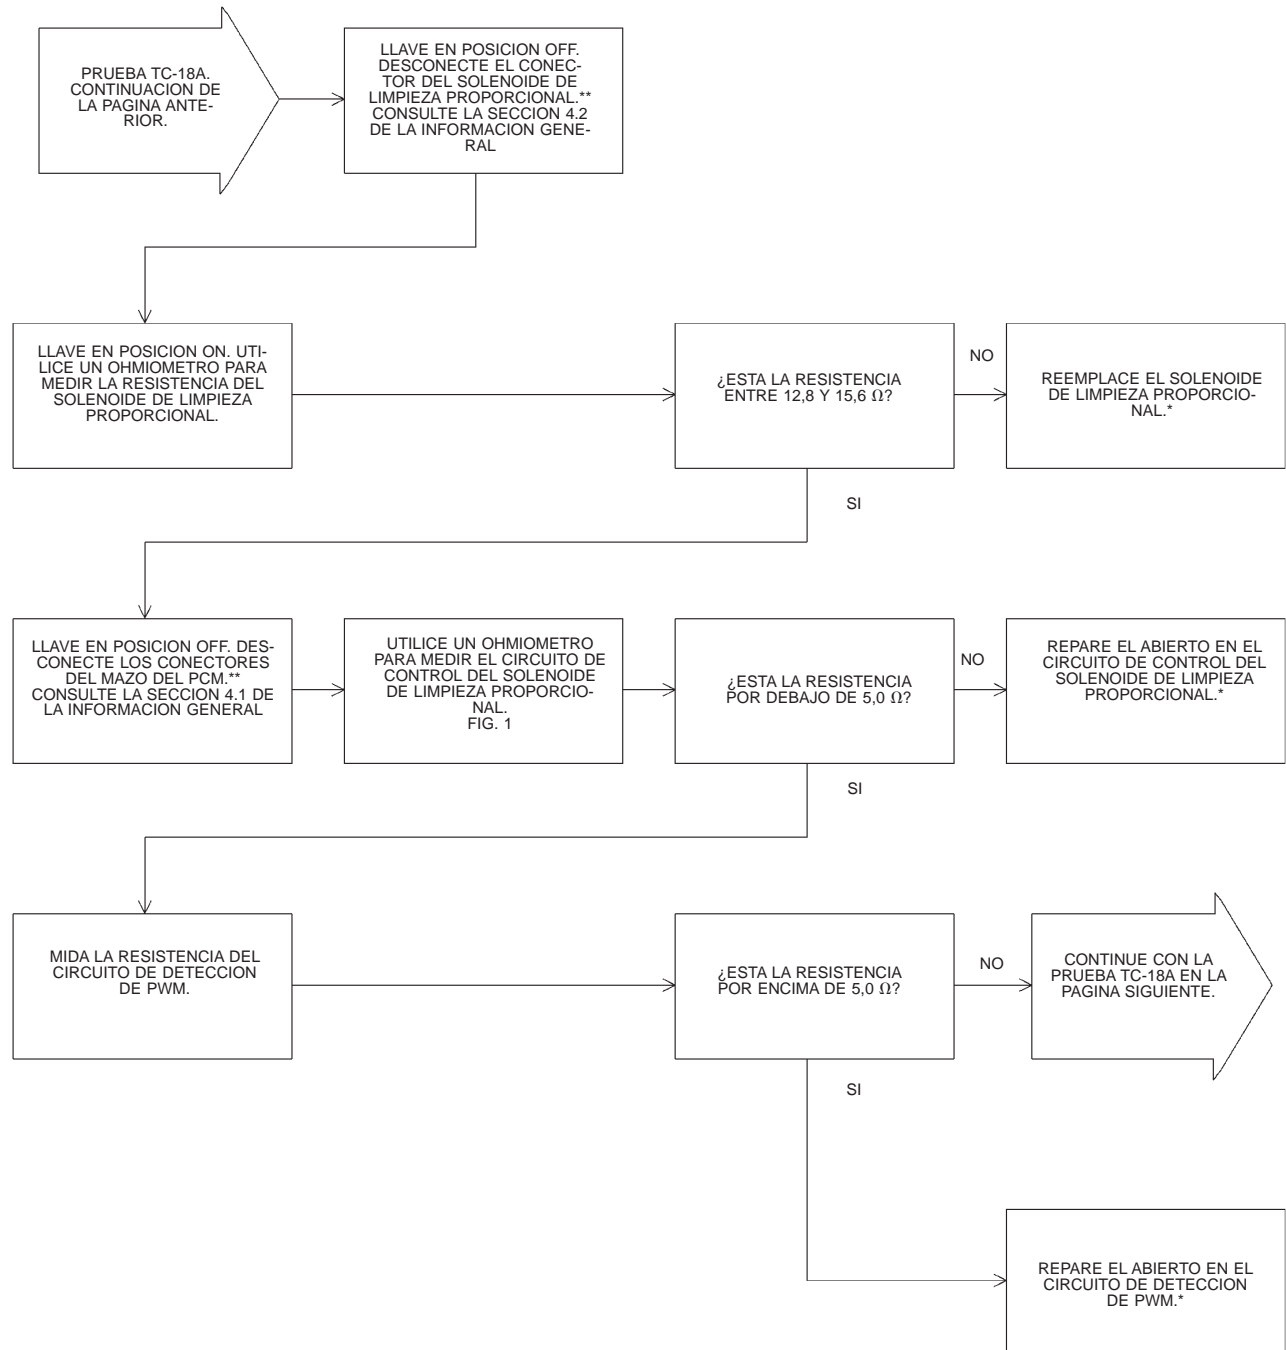 PRUEBA TC-18A.
CONTINUACION DE
LA PAGINA ANTE-
RIOR.
LLAVE EN POSICION OFF.
DESCONECTE EL CONEC-
TOR DEL SOLENOIDE DE
LIMPIEZA PROPORCIONAL.**
CONSULTE LA SECCION 4.2
DE LA INFORMACION GENE-
RAL
LLAVE EN POSICION ON. UTI-
LICE UN OHMIOMETRO PARA
MEDIR LA RESISTENCIA DEL
SOLENOIDE DE LIMPIEZA
PROPORCIONAL.
¿ESTA LA RESISTENCIA
ENTRE 12,8 Y 15,6 Ω?
NO
REEMPLACE EL SOLENOIDE
DE LIMPIEZA PROPORCIO-
NAL.*
SI
LLAVE EN POSICION OFF. DES-
CONECTE LOS CONECTORES
DEL MAZO DEL PCM.**
CONSULTE LA SECCION 4.1 DE
LA INFORMACION GENERAL
UTILICE UN OHMIOMETRO
PARA MEDIR EL CIRCUITO DE
CONTROL DEL SOLENOIDE
DE LIMPIEZA PROPORCIO-
NAL.
FIG. 1
¿ESTA LA RESISTENCIA
POR DEBAJO DE 5,0 Ω?
NO
REPARE EL ABIERTO EN EL
CIRCUITO DE CONTROL DEL
SOLENOIDE DE LIMPIEZA
PROPORCIONAL.*
SI
MIDA LA RESISTENCIA DEL
CIRCUITO DE DETECCION
DE PWM.
¿ESTA LA RESISTENCIA
POR ENCIMA DE 5,0 Ω?
NO
CONTINUE CON LA
PRUEBA TC-18A EN LA
PAGINA SIGUIENTE.
SI
REPARE EL ABIERTO EN EL
CIRCUITO DE DETECCION
DE PWM.*